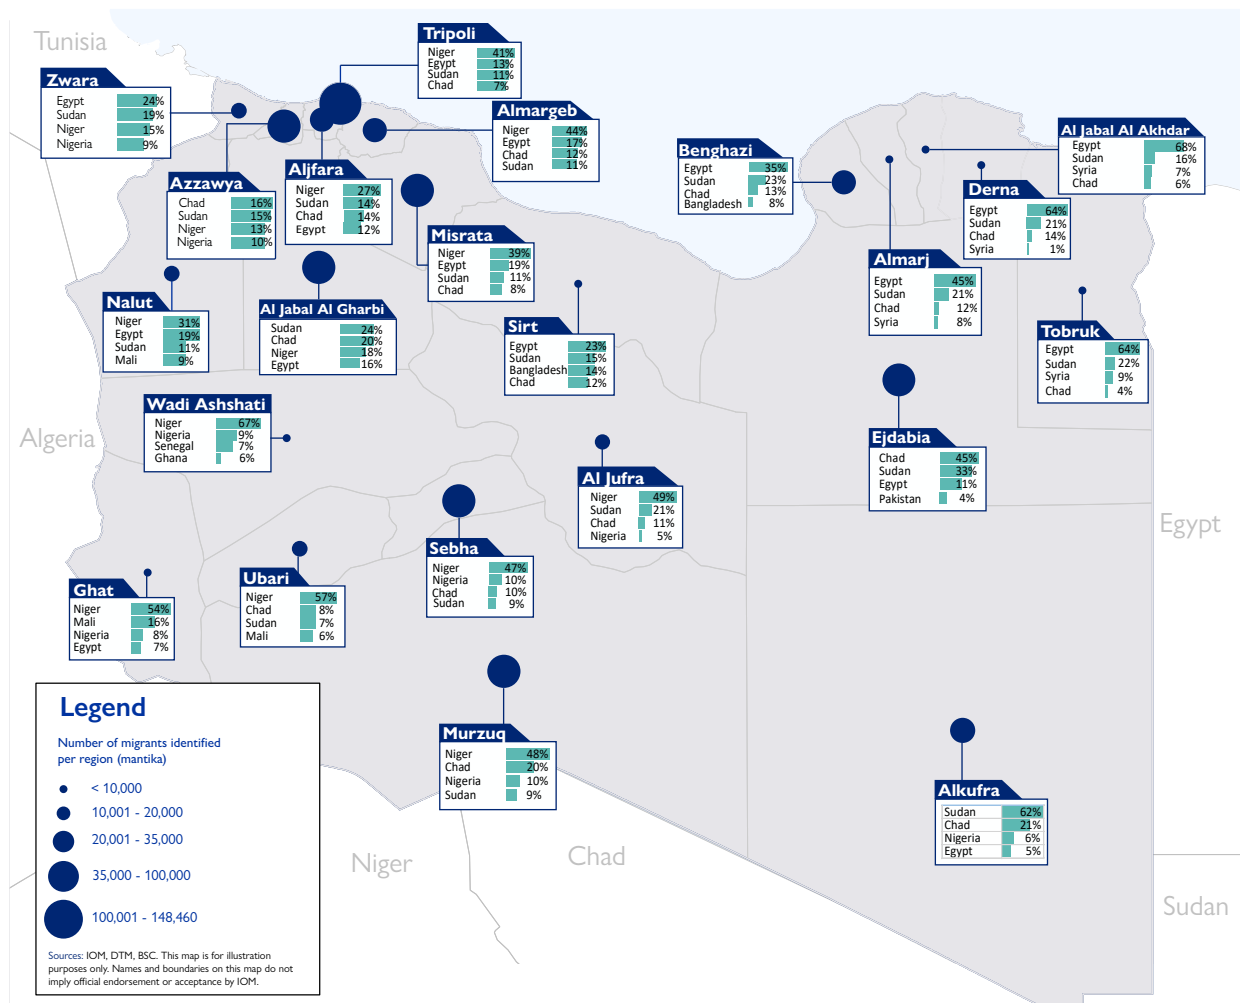 Tunisia
Tripoli
Niger 41%
Egypt 13%
Sudan 11%
Chad 7%
Zwara
Egypt 24%
Sudan 19%
Niger 15%
Nigeria 9%
Almargeb
Niger 44%
Egypt 17%
Chad 12%
Sudan 11%
Al Jabal Al Akhdar
Egypt 68%
Sudan 16%
Syria 7%
Chad 6%
Benghazi
Egypt 35%
Sudan 23%
Chad 13%
Bangladesh 8%
Azzawya
Chad 16%
Sudan 15%
Niger 13%
Nigeria 10%
Aljfara
Niger 27%
Sudan 14%
Chad 14%
Egypt 12%
Derna
Egypt 64%
Sudan 21%
Chad 14%
Syria 1%
Misrata
Niger 39%
Egypt 19%
Sudan 11%
Chad 8%
Almarj
Egypt 45%
Sudan 21%
Chad 12%
Syria 8%
Nalut
Niger 31%
Egypt 19%
Sudan 11%
Mali 9%
Al Jabal Al Gharbi
Sudan 24%
Chad 20%
Niger 18%
Egypt 16%
Sirt
Egypt 23%
Sudan 15%
Bangladesh 14%
Chad 12%
Tobruk
Egypt 64%
Sudan 22%
Syria 9%
Chad 4%
Wadi Ashshati
Niger 67%
Nigeria 9%
Senegal 7%
Ghana 6%
Algeria
Ejdabia
Chad 45%
Sudan 33%
Egypt 11%
Pakistan 4%
Al Jufra
Niger 49%
Sudan 21%
Chad 11%
Nigeria 5%
Egypt
Sebha
Niger 47%
Nigeria 10%
Chad 10%
Sudan 9%
Ubari
Niger 57%
Chad 8%
Sudan 7%
Mali 6%
Ghat
Niger 54%
Mali 16%
Nigeria 8%
Egypt 7%
Murzuq
Niger 48%
Chad 20%
Nigeria 10%
Sudan 9%
Alkufra
Sudan 62%
Chad 21%
Nigeria 6%
Egypt 5%
Niger
Chad
Sudan
Legend
Number of migrants identified
per region (mantika)
< 10,000
10,001 - 20,000
20,001 - 35,000
35,000 - 100,000
100,001 - 148,460
Sources: IOM, DTM, BSC. This map is for illustration
purposes only. Names and boundaries on this map do not
imply official endorsement or acceptance by IOM.